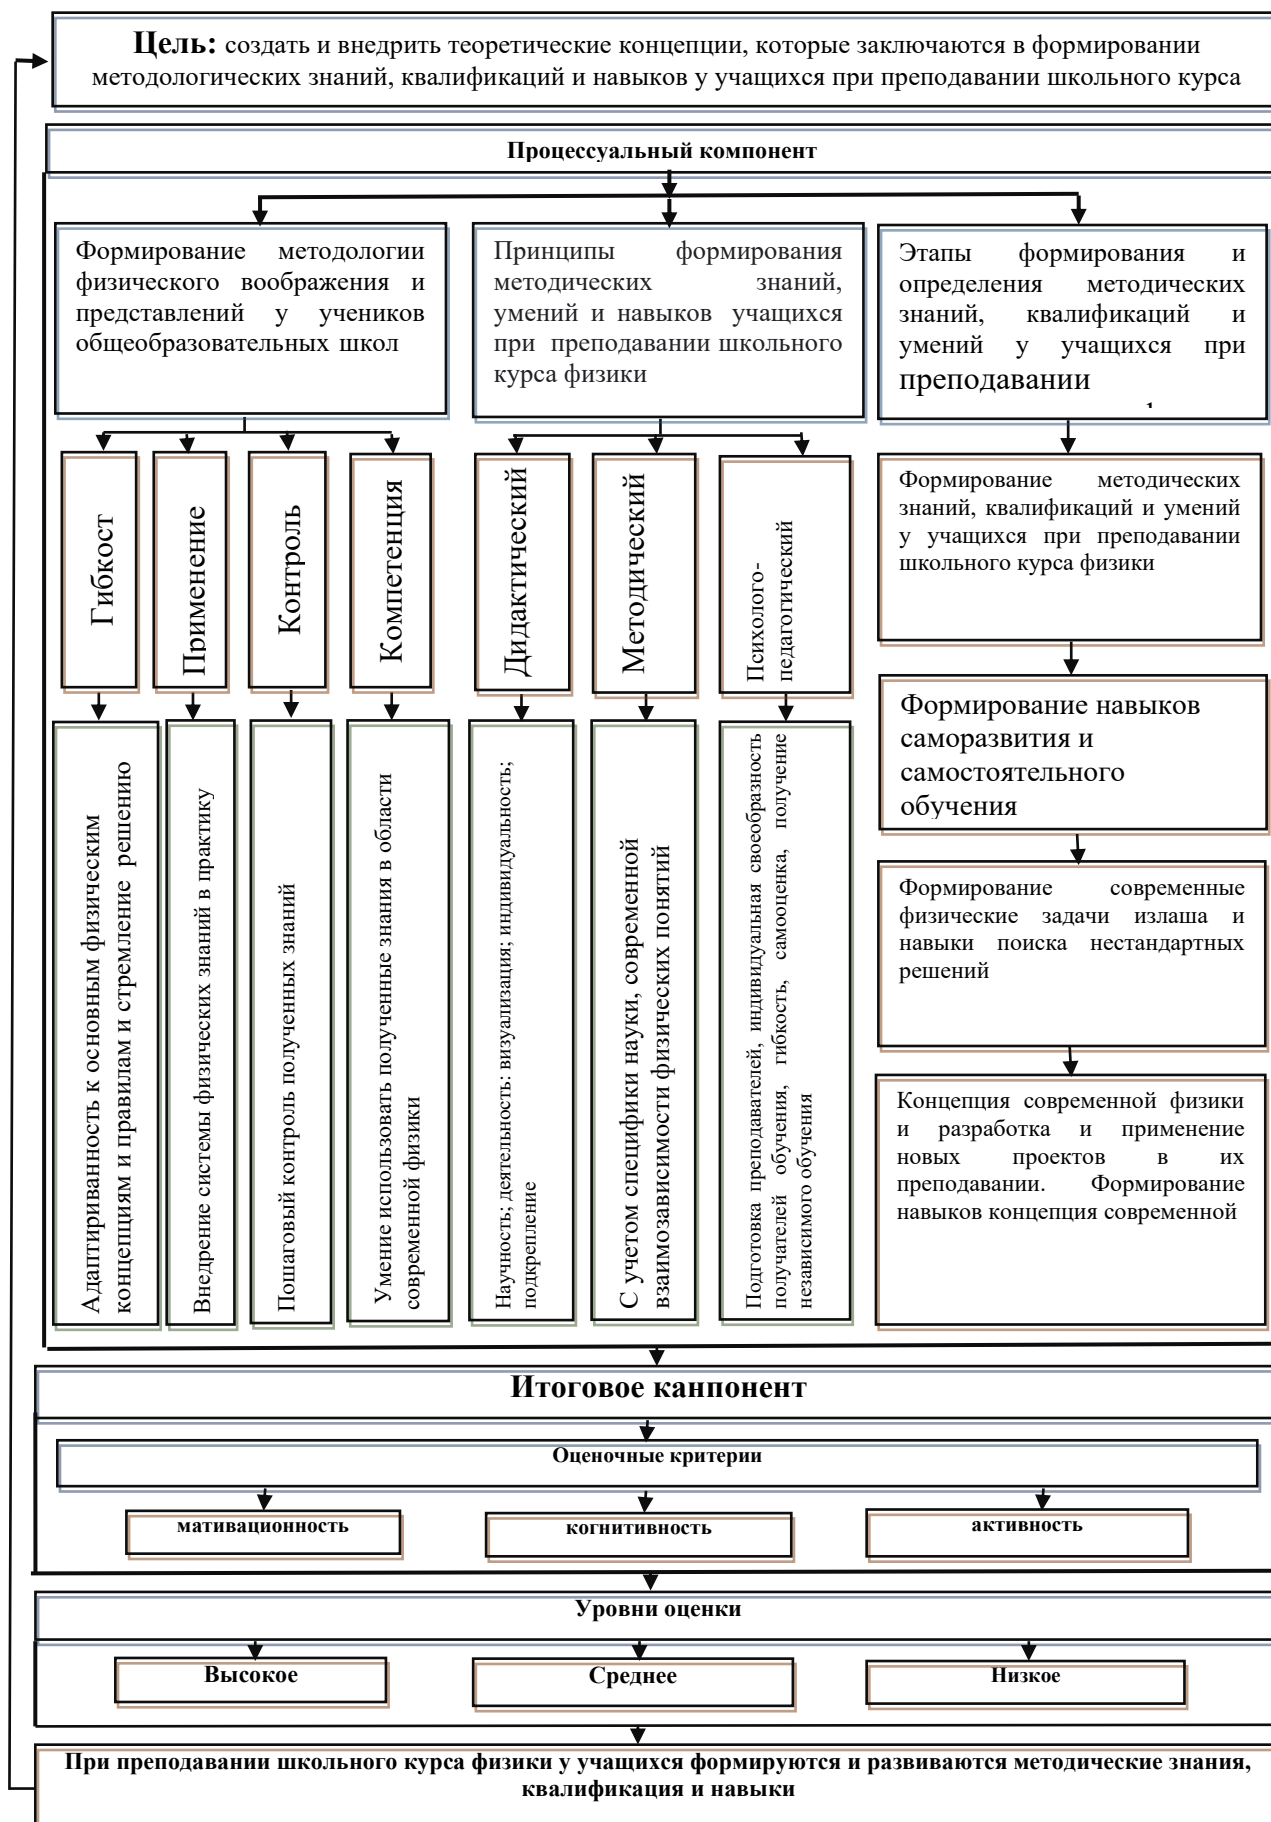 Цель: создать и внедрить теоретические концепции, которые заключаются в формировании
методологических знаний, квалификаций и навыков у учащихся при преподавании школьного курса
Процессуальный компонент
Формирование методологии
физического воображения и
представлений у учеников
общеобразовательных школ
Принципы формирования
методических знаний,
умений и навыков учащихся
при преподавании школьного
курса физики
Этапы формирования и
определения методических
знаний, квалификаций и
умений у учащихся при
преподавании
Гибкост
Применение
Контроль
Компетенция
Дидактический
Методический
Психолого-
педагогический
Адаптириванность к основным физическим
концепциям и правилам и стремление решению
Внедрение системы физических знаний в практику
Пошаговый контроль полученных знаний
Умение использовать полученные знания в области
современной физики
Научность; деятельность: визуализация; индивидуальность;
подкрепление
С учетом специфики науки, современной
взаимозависимости физических понятий
Подготовка преподавателей, индивидуальная своеобразность
получателей обучения, гибкость, самооценка, получение
независимого обучения
Формирование методических
знаний, квалификаций и умений
у учащихся при преподавании
школьного курса физики
Формирование навыков
саморазвития и
самостоятельного
обучения
Формирование современные
физические задачи излаша и
навыки поиска нестандартных
решений
Концепция современной физики
и разработка и применение
новых проектов в их
преподавании. Формирование
навыков концепция современной
Итоговое канпонент
Оценочные критерии
мативационность
когнитивность
активность
Уровни оценки
Высокое
Среднее
Низкое
При преподавании школьного курса физики у учащихся формируются и развиваются методические знания,
квалификация и навыки